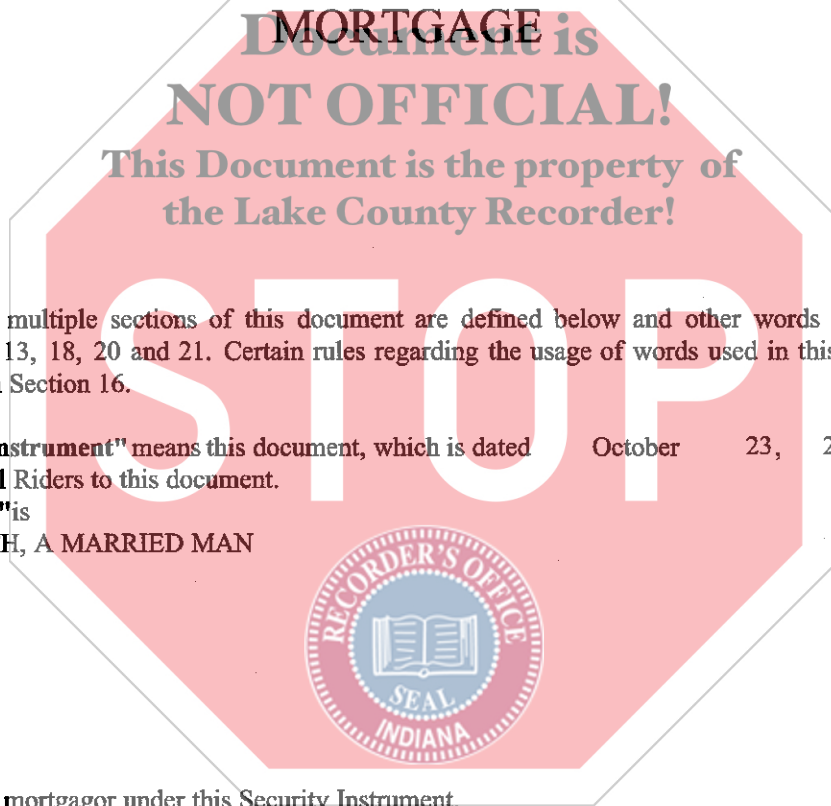 MORTGAGE
Document is
NOT OFFICIAL!
This Document is the property of
the Lake County Recorder!
STOP
multiple sections of this document are defined below and other words
13, 18, 20 and 21. Certain rules regarding the usage of words used in this
Section 16.
nstrument" means this document, which is dated October 23, 2
l Riders to this document.
" is
H, A MARRIED MAN
RECORDER'S OFFICE
SEAL
INDIANA
mortgagor under this Security Instrument.